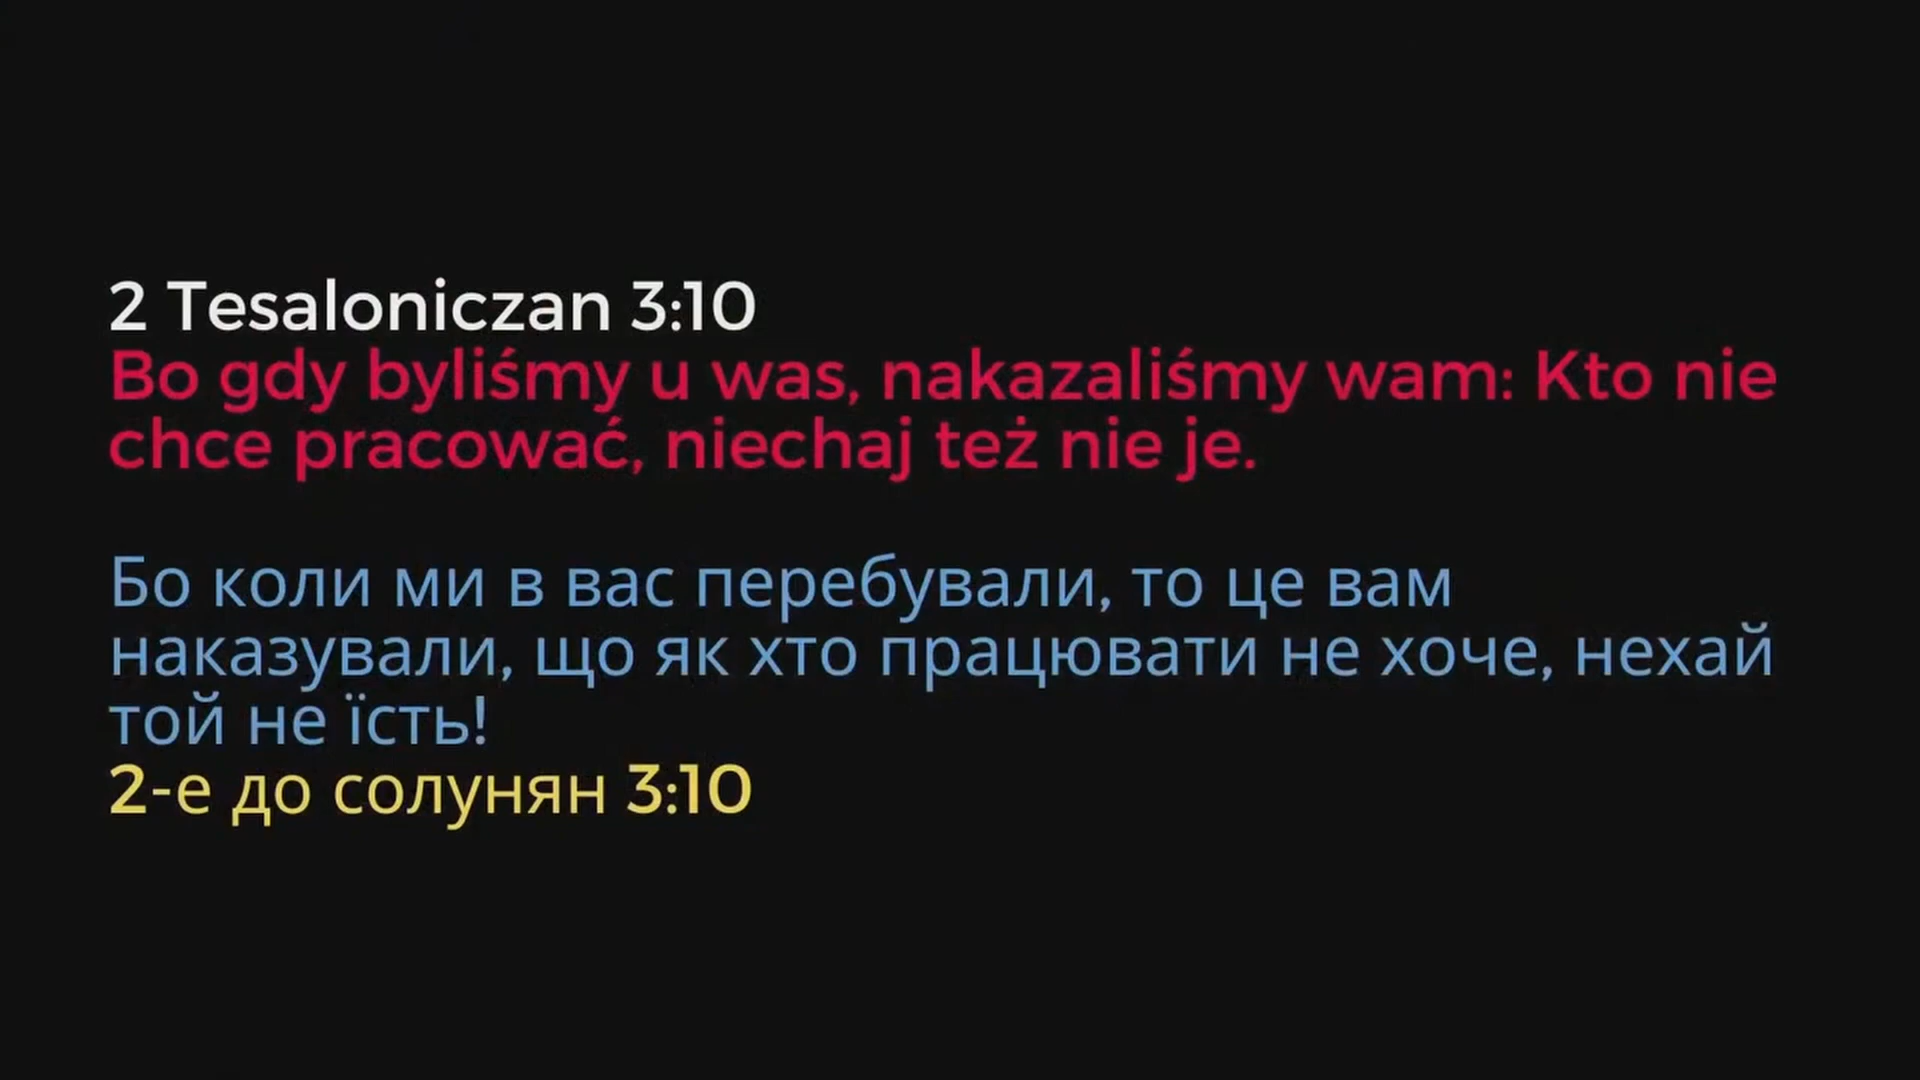 2 Tesaloniczan 3:10
Bo gdy byliśmy u was, nakazaliśmy wam: Kto nie
chce pracować, niechaj też nie je.
Бо коли ми в вас перебували, то це вам
наказували, що як хто працювати не хоче, нехай
той не їсть!
2-е до солунян 3:10